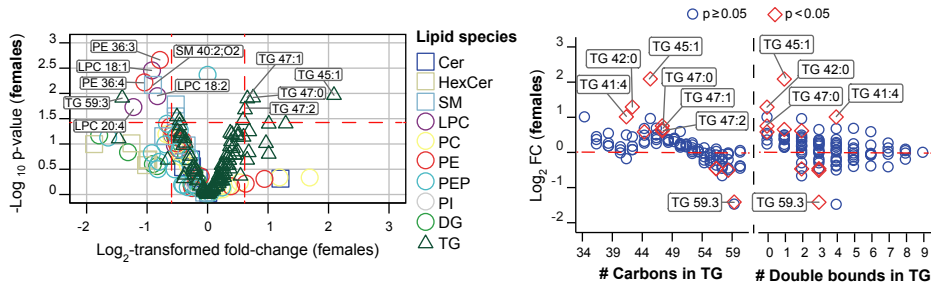 -Log10 p-value (females)
3
2.5
2
1.5
1
0.5
0
-2
-1
0
1
2
3
Log2-transformed fold-change (females)
PE 36:3
SM 40:2;O2
LPC 18:1
TG 47:1
PE 36:4
LPC 18:2
TG 45:1
TG 59:3
TG 47:0
TG 47:2
LPC 20:4
Lipid species
Cer
HexCer
SM
LPC
PC
PE
PEP
PI
DG
TG
p≥0.05
p<0.05
Log2 FC (females)
3
2
1
0
-1
-2
TG 42:0
TG 45:1
TG 41:4
TG 47:0
TG 47:1
TG 47:2
TG 59.3
34
39
44
49
54
59
# Carbons in TG
TG 45:1
TG 42:0
TG 47:0
TG 41:4
TG 59.3
0
1
2
3
4
5
6
7
8
9
# Double bounds in TG